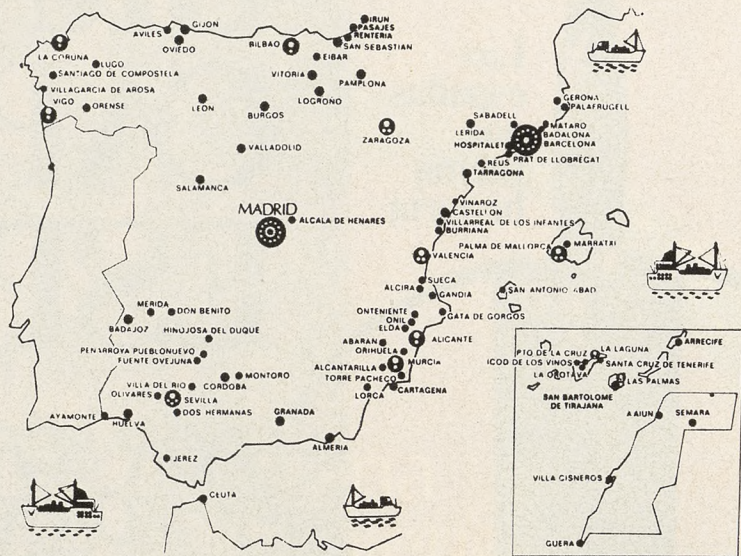 IRUN
PASAJES
RENTERIA
SAN SEBASTIAN
GIJON
AVILES
OVIEDO
BILBAO
EIBAR
LA CORUÑA
LUGO
SANTIAGO DE COMPOSTELA
VITORIA
PAMPLONA
VILLAGARCIA DE AROSA
LOGROÑO
VIGO
ORENSE
LEON
BURGOS
GERONA
PALAFRUGELL
ZARAGOZA
SABADELL
LERIDA
MATARO
BADALONA
BARCELONA
HOSPITALET
PRAT DE LLOBREGAT
VALLADOLID
REUS
TARRAGONA
SALAMANCA
VINAROZ
CASTELLON
VILLARREAL DE LOS INFANTES
BURRIANA
MADRID
ALCALA DE HENARES
PALMA DE MALLORCA
MARRATXI
VALENCIA
SUECA
ALCIRA
GANDIA
SAN ANTONIO ABAD
MERIDA
DON BENITO
BADAJOZ
HINOJOSA DEL DUQUE
ONTENIENTE
ONIL
ELDA
GATA DE GORGOS
ALICANTE
ABARAN
ORIHUELA
PEÑARROYA PUEBLONUEVO
FUENTE OVEJUNA
MURCIA
ALCANTARILLA
TORRE PACHECO
LORCA
CARTAGENA
MONTORO
VILLA DEL RIO
CORDOBA
OLIVARES
SEVILLA
DOS HERMANAS
GRANADA
AYAMONTE
HUELVA
ALMERIA
JEREZ
CEUTA
ARRECIFE
PTO DE LA CRUZ
LA LAGUNA
ICOD DE LOS VINOS
SANTA CRUZ DE TENERIFE
LA OROTAVA
LAS PALMAS
SAN BARTOLOME
DE TIRAJANA
AAIUN
SEMARA
VILLA CISNEROS
GUERA